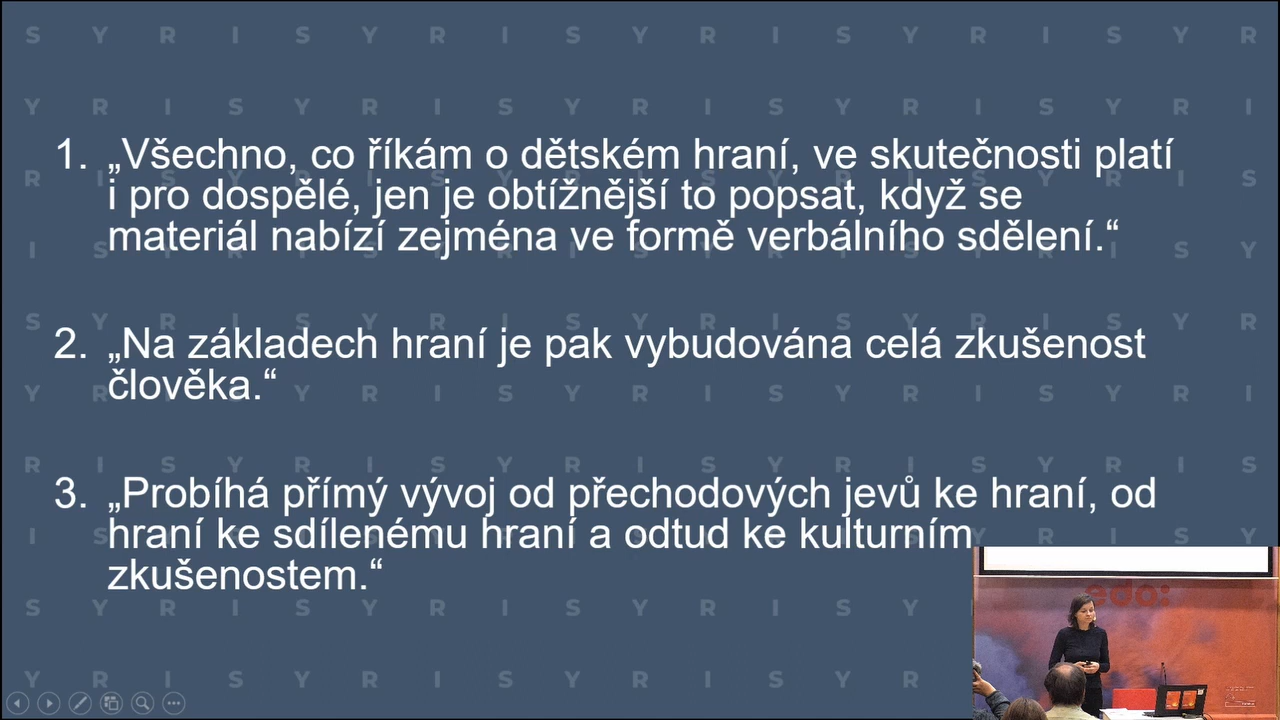 S Y R I S Y R I S Y R I S Y R I S Y R
Y R I S Y R I S Y R I S Y R I S Y R I
1. „Všechno, co říkám o dětském hraní, ve skutečnosti platí
i pro dospělé, jen je obtížnější to popsat, když se
materiál nabízí zejména ve formě verbálního sdělení.“
2. „Na základech hraní je pak vybudována celá zkušenost
člověka.“
3. „Probíhá přímý vývoj od přechodových jevů ke hraní, od
hraní ke sdílenému hraní a odtud ke kulturním
zkušenostem.“
S Y R I S Y R I S Y R I S Y
Y R I S Y R I S Y R I S Y R
edo: